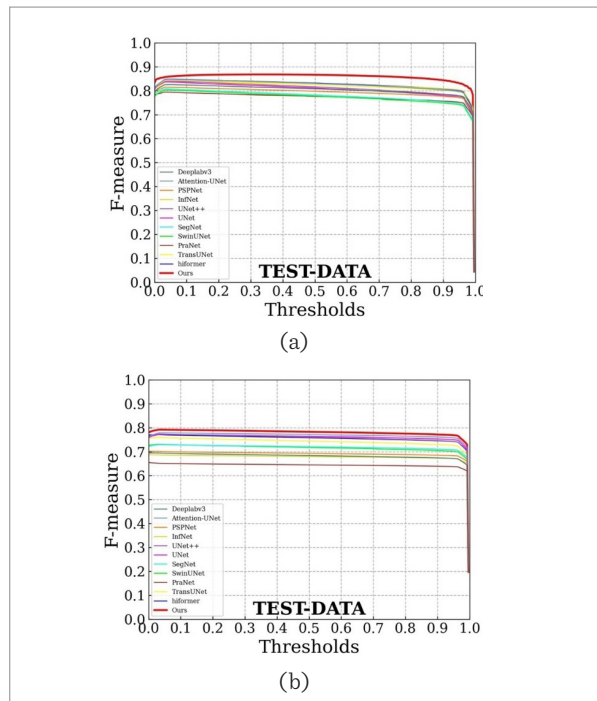 1.0
0.9
0.8
0.7
0.6
0.5
0.4
0.3
0.2
0.1
0.0
F-measure
Deeplabv3
Attention-UNet
PSPNet
InfNet
UNet++
UNet
SegNet
SwinUNet
PraNet
TransUNet
hiformer
Ours
TEST-DATA
0.0 0.1 0.2 0.3 0.4 0.5 0.6 0.7 0.8 0.9 1.0
Thresholds
(a)
1.0
0.9
0.8
0.7
0.6
0.5
0.4
0.3
0.2
0.1
0.0
F-measure
Deeplabv3
Attention-UNet
PSPNet
InfNet
UNet++
UNet
SegNet
SwinUNet
PraNet
TransUNet
hiformer
Ours
TEST-DATA
0.0 0.1 0.2 0.3 0.4 0.5 0.6 0.7 0.8 0.9 1.0
Thresholds
(b)